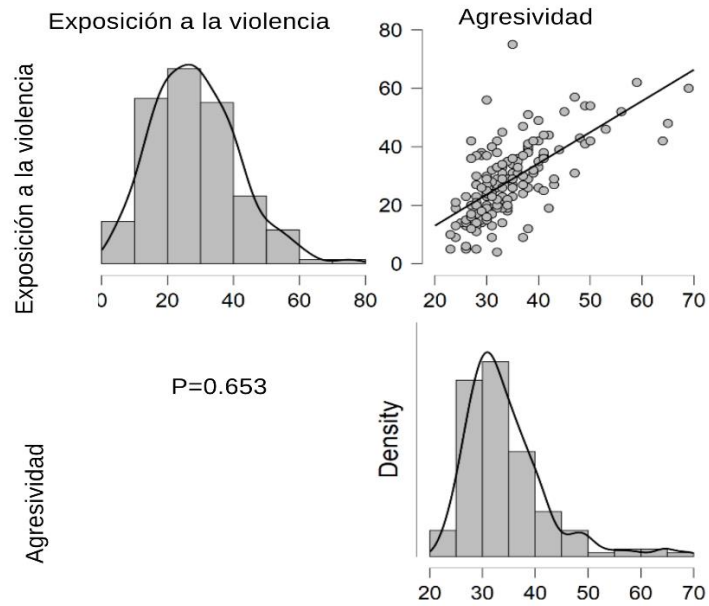 Exposición a la violencia
Agresividad
Exposición a la violencia
80
60
40
20
0
0 20 40 60 80
20 30 40 50 60 70
P=0.653
Agresividad
Density
20 30 40 50 60 70